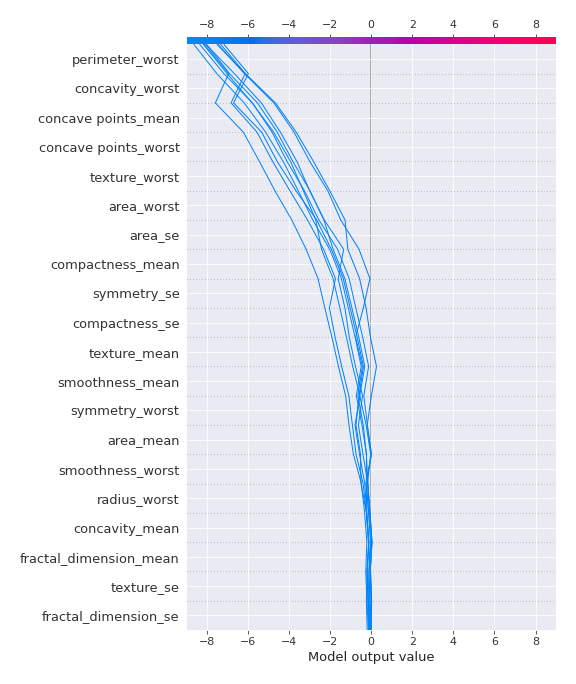 −8 −6 −4 −2 0 2 4 6 8
perimeter_worst
concavity_worst
concave points_mean
concave points_worst
texture_worst
area_worst
area_se
compactness_mean
symmetry_se
compactness_se
texture_mean
smoothness_mean
symmetry_worst
area_mean
smoothness_worst
radius_worst
concavity_mean
fractal_dimension_mean
texture_se
fractal_dimension_se
−8 −6 −4 −2 0 2 4 6 8
Model output value